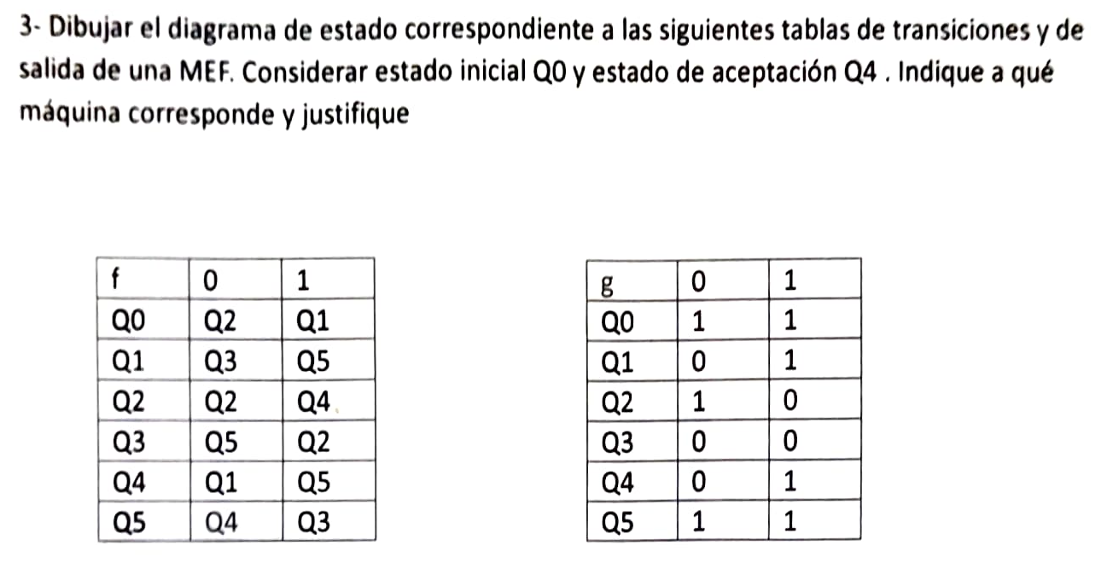 3- Dibujar el diagrama de estado correspondiente a las siguientes tablas de transiciones y de
salida de una MEF. Considerar estado inicial Q0 y estado de aceptación Q4 . Indique a qué
máquina corresponde y justifique
f 0 1
Q0 Q2 Q1
Q1 Q3 Q5
Q2 Q2 Q4
Q3 Q5 Q2
Q4 Q1 Q5
Q5 Q4 Q3
g 0 1
Q0 1 1
Q1 0 1
Q2 1 0
Q3 0 0
Q4 0 1
Q5 1 1